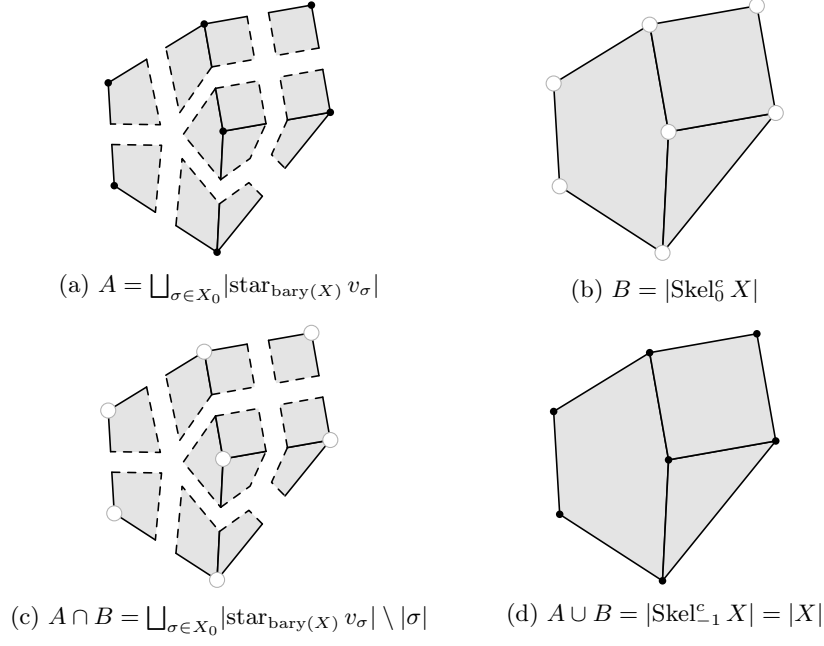 (a) A = ⨆_{σ∈X_0} |star_{bary(X)} v_σ|
(b) B = |Skel^c_0 X|
(c) A ∩ B = ⨆_{σ∈X_0} |star_{bary(X)} v_σ| \ |σ|
(d) A ∪ B = |Skel^c_{−1} X| = |X|